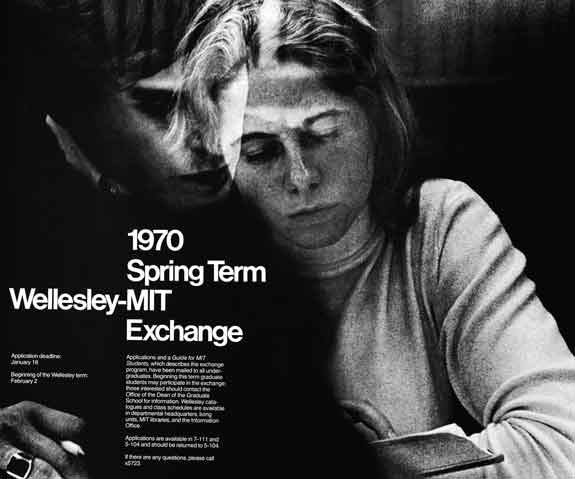 1970
Spring Term
Wellesley-MIT
Exchange
Application deadline:
January 16
Beginning of the Wellesley term:
February 2
Applications and a Guide for MIT
Students, which describes the exchange
program, have been mailed to all under-
graduates. Beginning this term graduate
students may participate in the exchange;
those interested should contact the
Office of the Dean of the Graduate
School for information. Wellesley cata-
logues and class schedules are available
in departmental headquarters, living
units, MIT libraries, and the Information
Office.
Applications are available in 7-111 and
5-104 and should be returned to 5-104.
If there are any questions, please call
x5723.